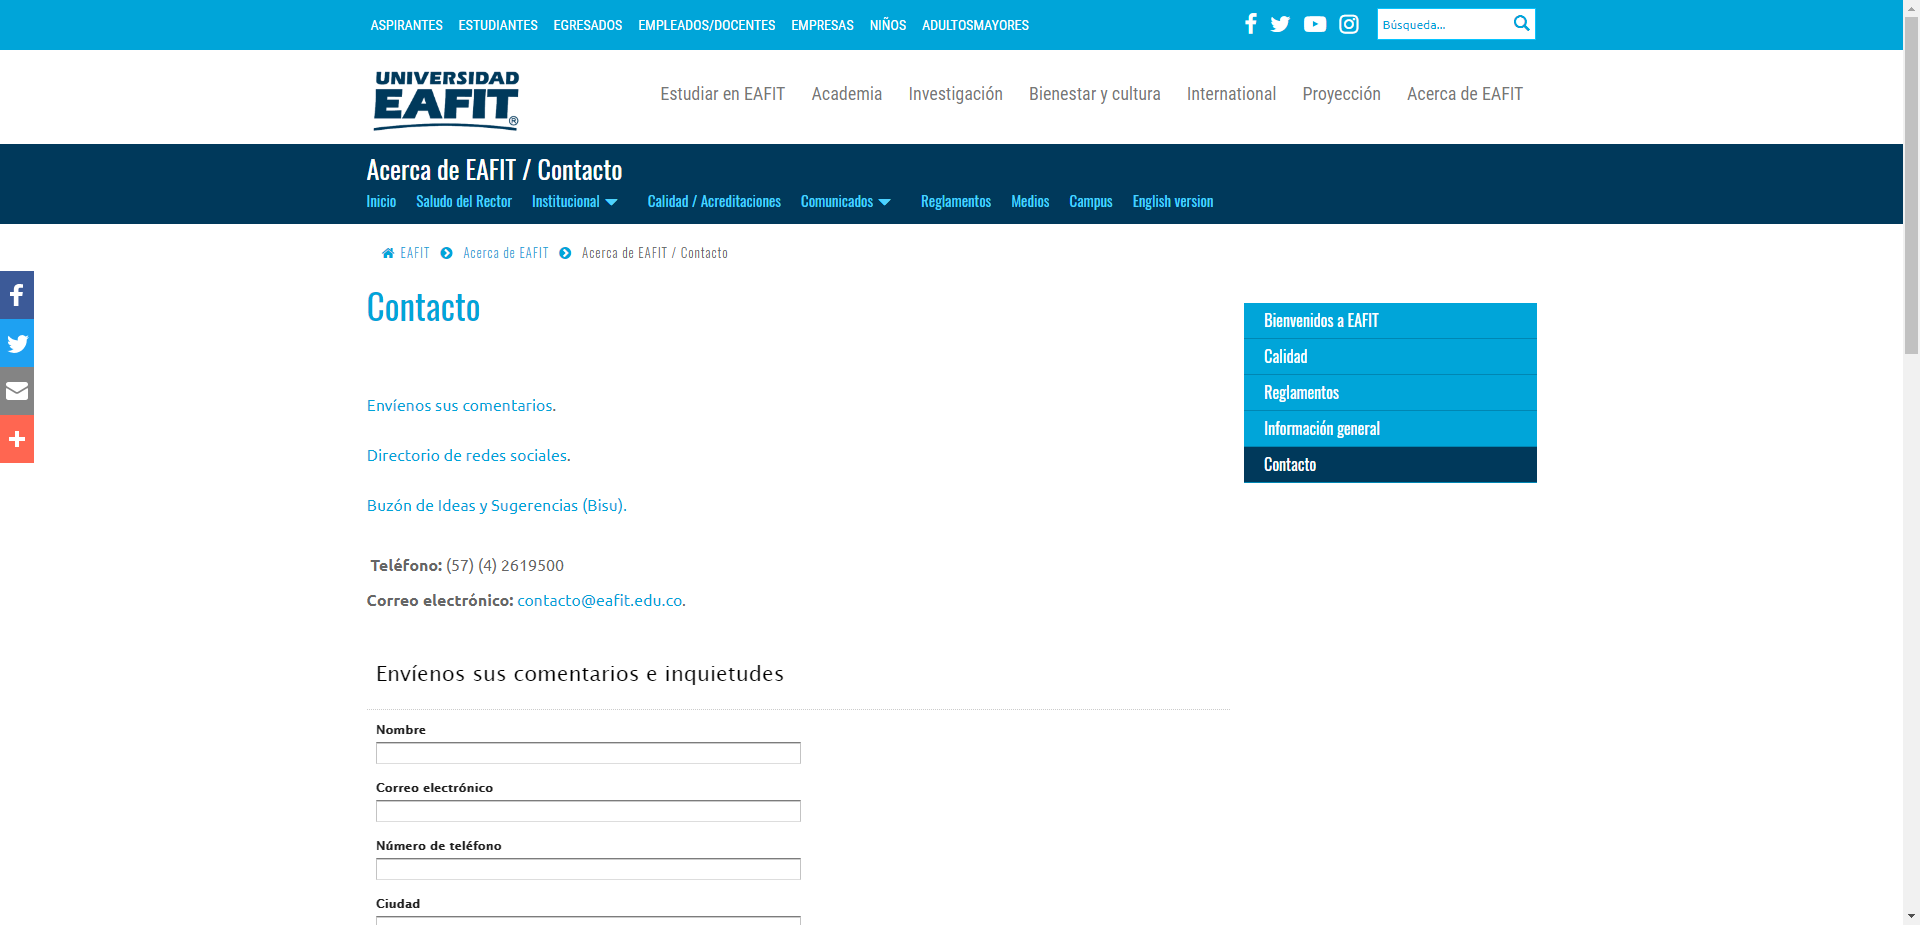 ASPIRANTES ESTUDIANTES EGRESADOS EMPLEADOS/DOCENTES EMPRESAS NIÑOS ADULTOSMAYORES Búsqueda...
UNIVERSIDAD
EAFIT®
Estudiar en EAFIT Academia Investigación Bienestar y cultura International Proyección Acerca de EAFIT
Acerca de EAFIT / Contacto
Inicio Saludo del Rector Institucional Calidad / Acreditaciones Comunicados Reglamentos Medios Campus English version
EAFIT Acerca de EAFIT Acerca de EAFIT / Contacto
Contacto
Envíenos sus comentarios.
Directorio de redes sociales.
Buzón de Ideas y Sugerencias (Bisu).
Teléfono: (57) (4) 2619500
Correo electrónico: contacto@eafit.edu.co.
Envíenos sus comentarios e inquietudes
Nombre
Correo electrónico
Número de teléfono
Ciudad
Bienvenidos a EAFIT
Calidad
Reglamentos
Información general
Contacto